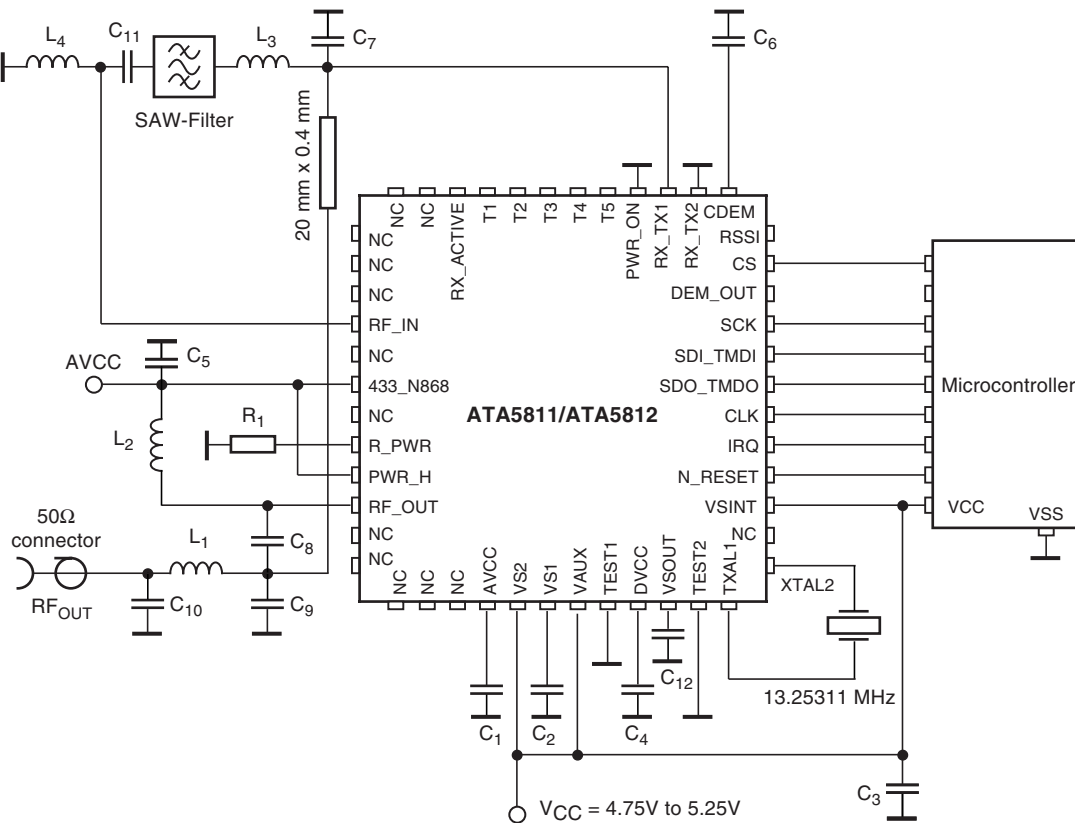 L4
C11
L3
C7
C6
SAW-Filter
20 mm x 0.4 mm
NC
NC
RX_ACTIVE
T1
T2
T3
T4
T5
PWR_ON
RX_TX1
RX_TX2
CDEM
NC
NC
NC
RF_IN
NC
433_N868
NC
R_PWR
PWR_H
RF_OUT
NC
NC
RSSI
CS
DEM_OUT
SCK
SDI_TMDI
SDO_TMDO
CLK
IRQ
N_RESET
VSINT
NC
XTAL2
ATA5811/ATA5812
Microcontroller
VCC
VSS
AVCC
C5
L2
R1
50Ω
connector
L1
C8
RFOUT
C10
C9
NC
NC
NC
AVCC
VS2
VS1
VAUX
TEST1
DVCC
VSOUT
TEST2
TXAL1
C12
13.25311 MHz
C1
C2
C4
C3
VCC = 4.75V to 5.25V